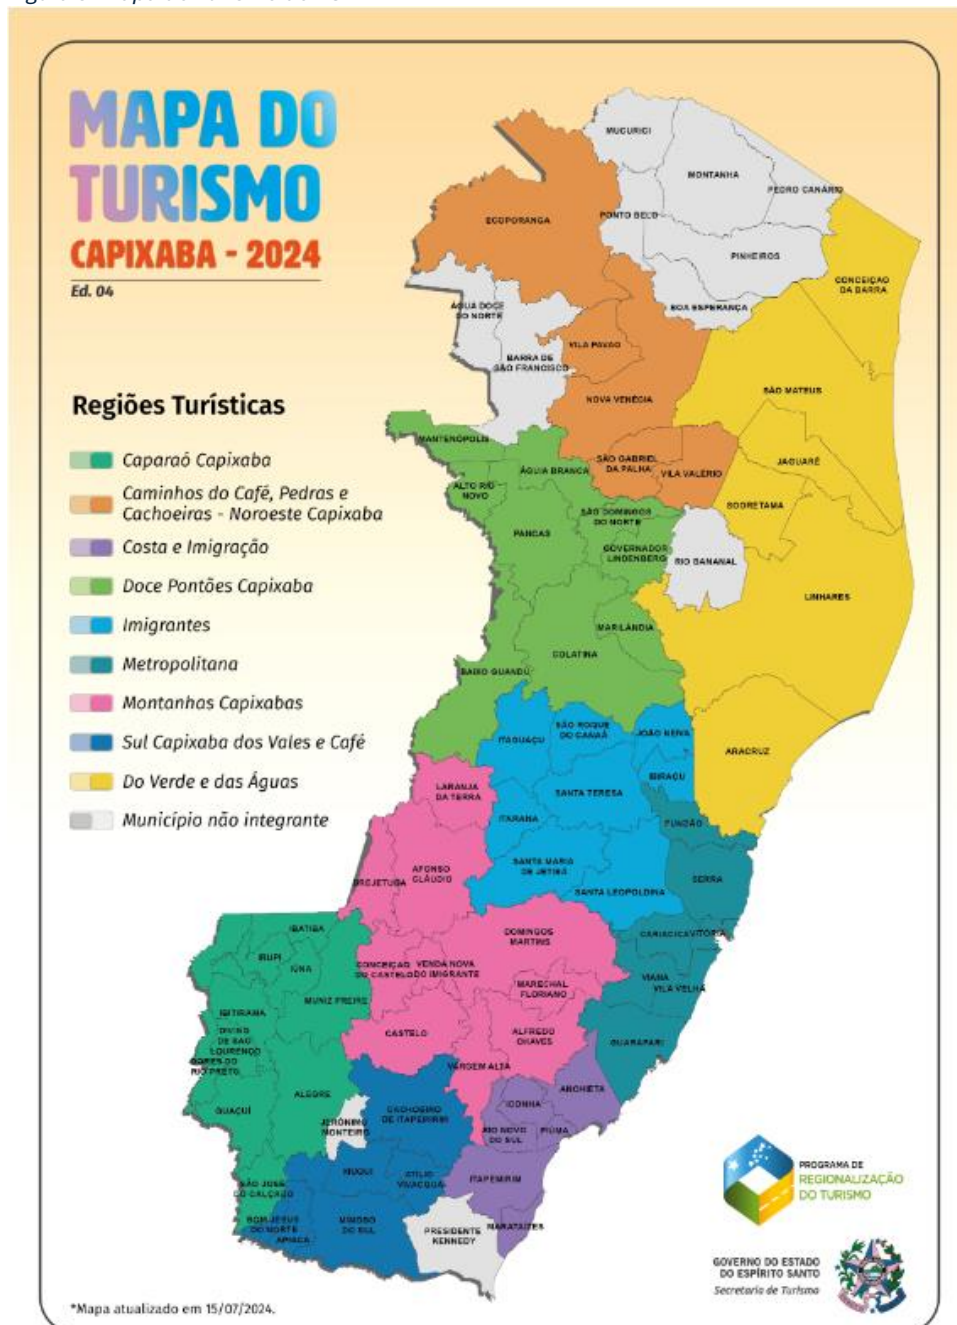 MAPA DO
TURISMO
CAPIXABA - 2024
Ed. 04
Regiões Turísticas
Caparaó Capixaba
Caminhos do Café, Pedras e
Cachoeiras - Noroeste Capixaba
Costa e Imigração
Doce Pontões Capixaba
Imigrantes
Metropolitana
Montanhas Capixabas
Sul Capixaba dos Vales e Café
Do Verde e das Águas
Município não integrante
MUCURICI
MONTANHA
PEDRO CANÁRIO
ECOPORANGA
PONTO BELO
PINHEIROS
CONCEIÇÃO
DA BARRA
BOA ESPERANÇA
ÁGUA DOCE
DO NORTE
BARRA DE
SÃO FRANCISCO
VILA PAVÃO
NOVA VENÉCIA
SÃO MATEUS
MANTENÓPOLIS
ÁGUIA BRANCA
SÃO GABRIEL
DA PALHA
VILA VALÉRIO
JAGUARÉ
ALTO RIO
NOVO
SOORETAMA
SÃO DOMINGOS
DO NORTE
PANCAS
GOVERNADOR
LINDENBERG
RIO BANANAL
LINHARES
MARILÂNDIA
COLATINA
BAIXO GUANDÚ
SÃO ROQUE
DO CANAÃ
JOÃO NEIVA
ITAGUAÇU
ARACRUZ
IBIRAÇU
LARANJA
DA TERRA
SANTA TERESA
ITARANA
FUNDÃO
AFONSO
CLÁUDIO
BREJETUBA
SANTA MARIA
DE JETIBÁ
SERRA
SANTA LEOPOLDINA
IBATIBA
DOMINGOS
MARTINS
CARIACICA
VITÓRIA
IRUPI
IÚNA
CONCEIÇÃO
DO CASTELO
VENDA NOVA
DO IMIGRANTE
VIANA
VILA VELHA
MARECHAL
FLORIANO
MUNIZ FREIRE
IBITIRAMA
DIVINO
DE SÃO
LOURENÇO
CASTELO
ALFREDO
CHAVES
GUARAPARI
DORES DO
RIO PRETO
VARGEM ALTA
ALEGRE
ANCHIETA
GUAÇUÍ
ICONHA
CACHOEIRO
DE ITAPEMIRIM
JERÔNIMO
MONTEIRO
RIO NOVO
DO SUL
PIÚMA
MUQUI
ATILIO
VIVACQUA
ITAPEMIRIM
SÃO JOSÉ
DO CALÇADO
BOM JESUS
DO NORTE
APIACÁ
MIMOSO
DO SUL
PRESIDENTE
KENNEDY
MARATAÍZES
PROGRAMA DE
REGIONALIZAÇÃO
DO TURISMO
GOVERNO DO ESTADO
DO ESPÍRITO SANTO
Secretaria de Turismo
*Mapa atualizado em 15/07/2024.